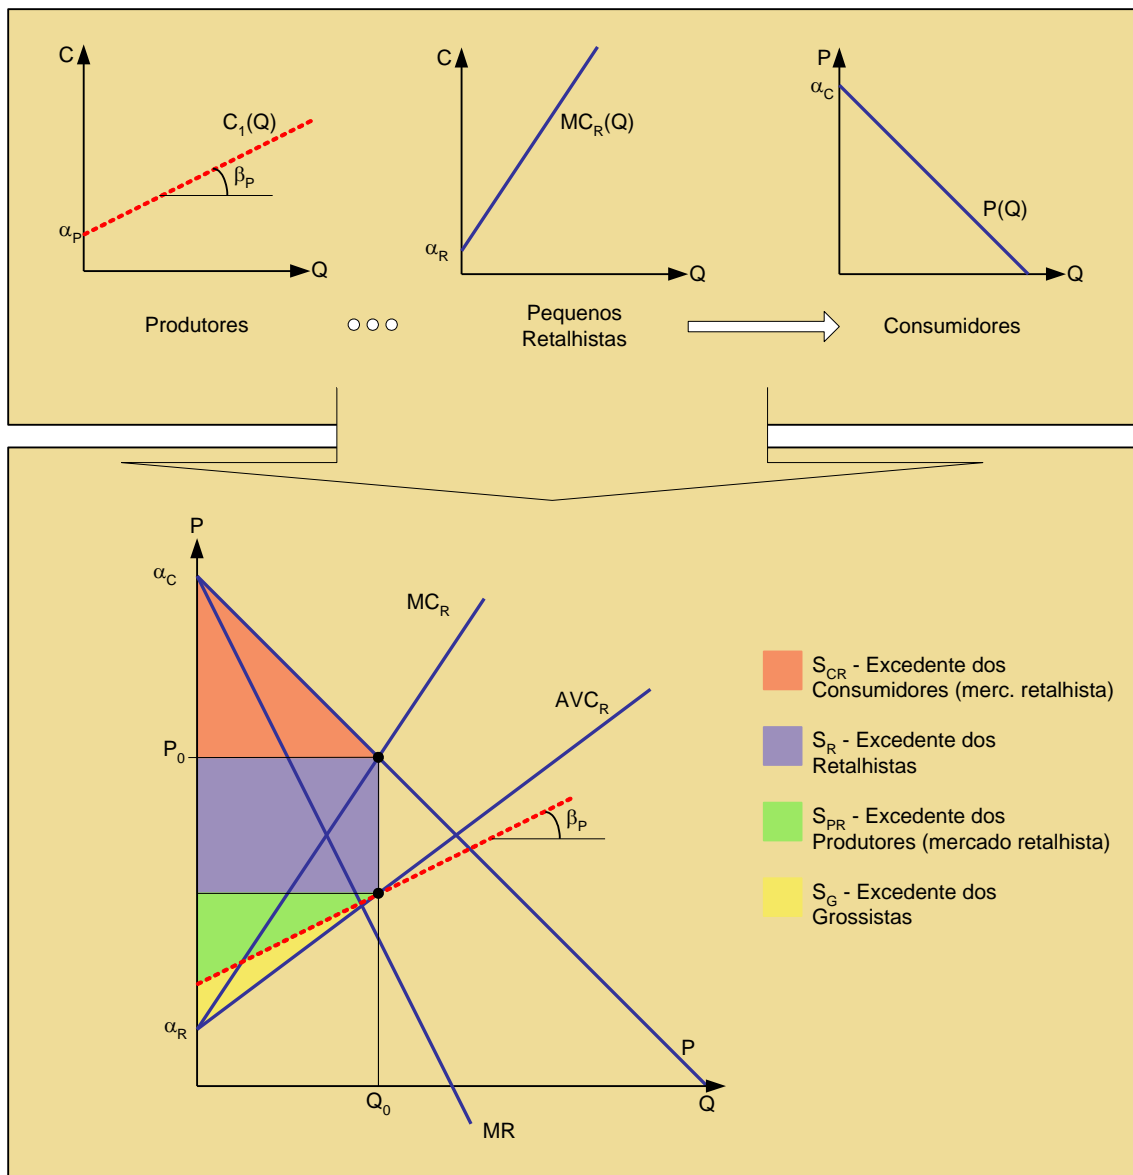 C
C₁(Q)
β_P
α_P
Q
Produtores
C
MC_R(Q)
α_R
Q
Pequenos
Retalhistas
P
α_C
P(Q)
Q
Consumidores
P
α_C
MC_R
AVC_R
P₀
β_P
α_R
P
Q₀
Q
MR
S_CR - Excedente dos
Consumidores (merc. retalhista)
S_R - Excedente dos
Retalhistas
S_PR - Excedente dos
Produtores (mercado retalhista)
S_G - Excedente dos
Grossistas